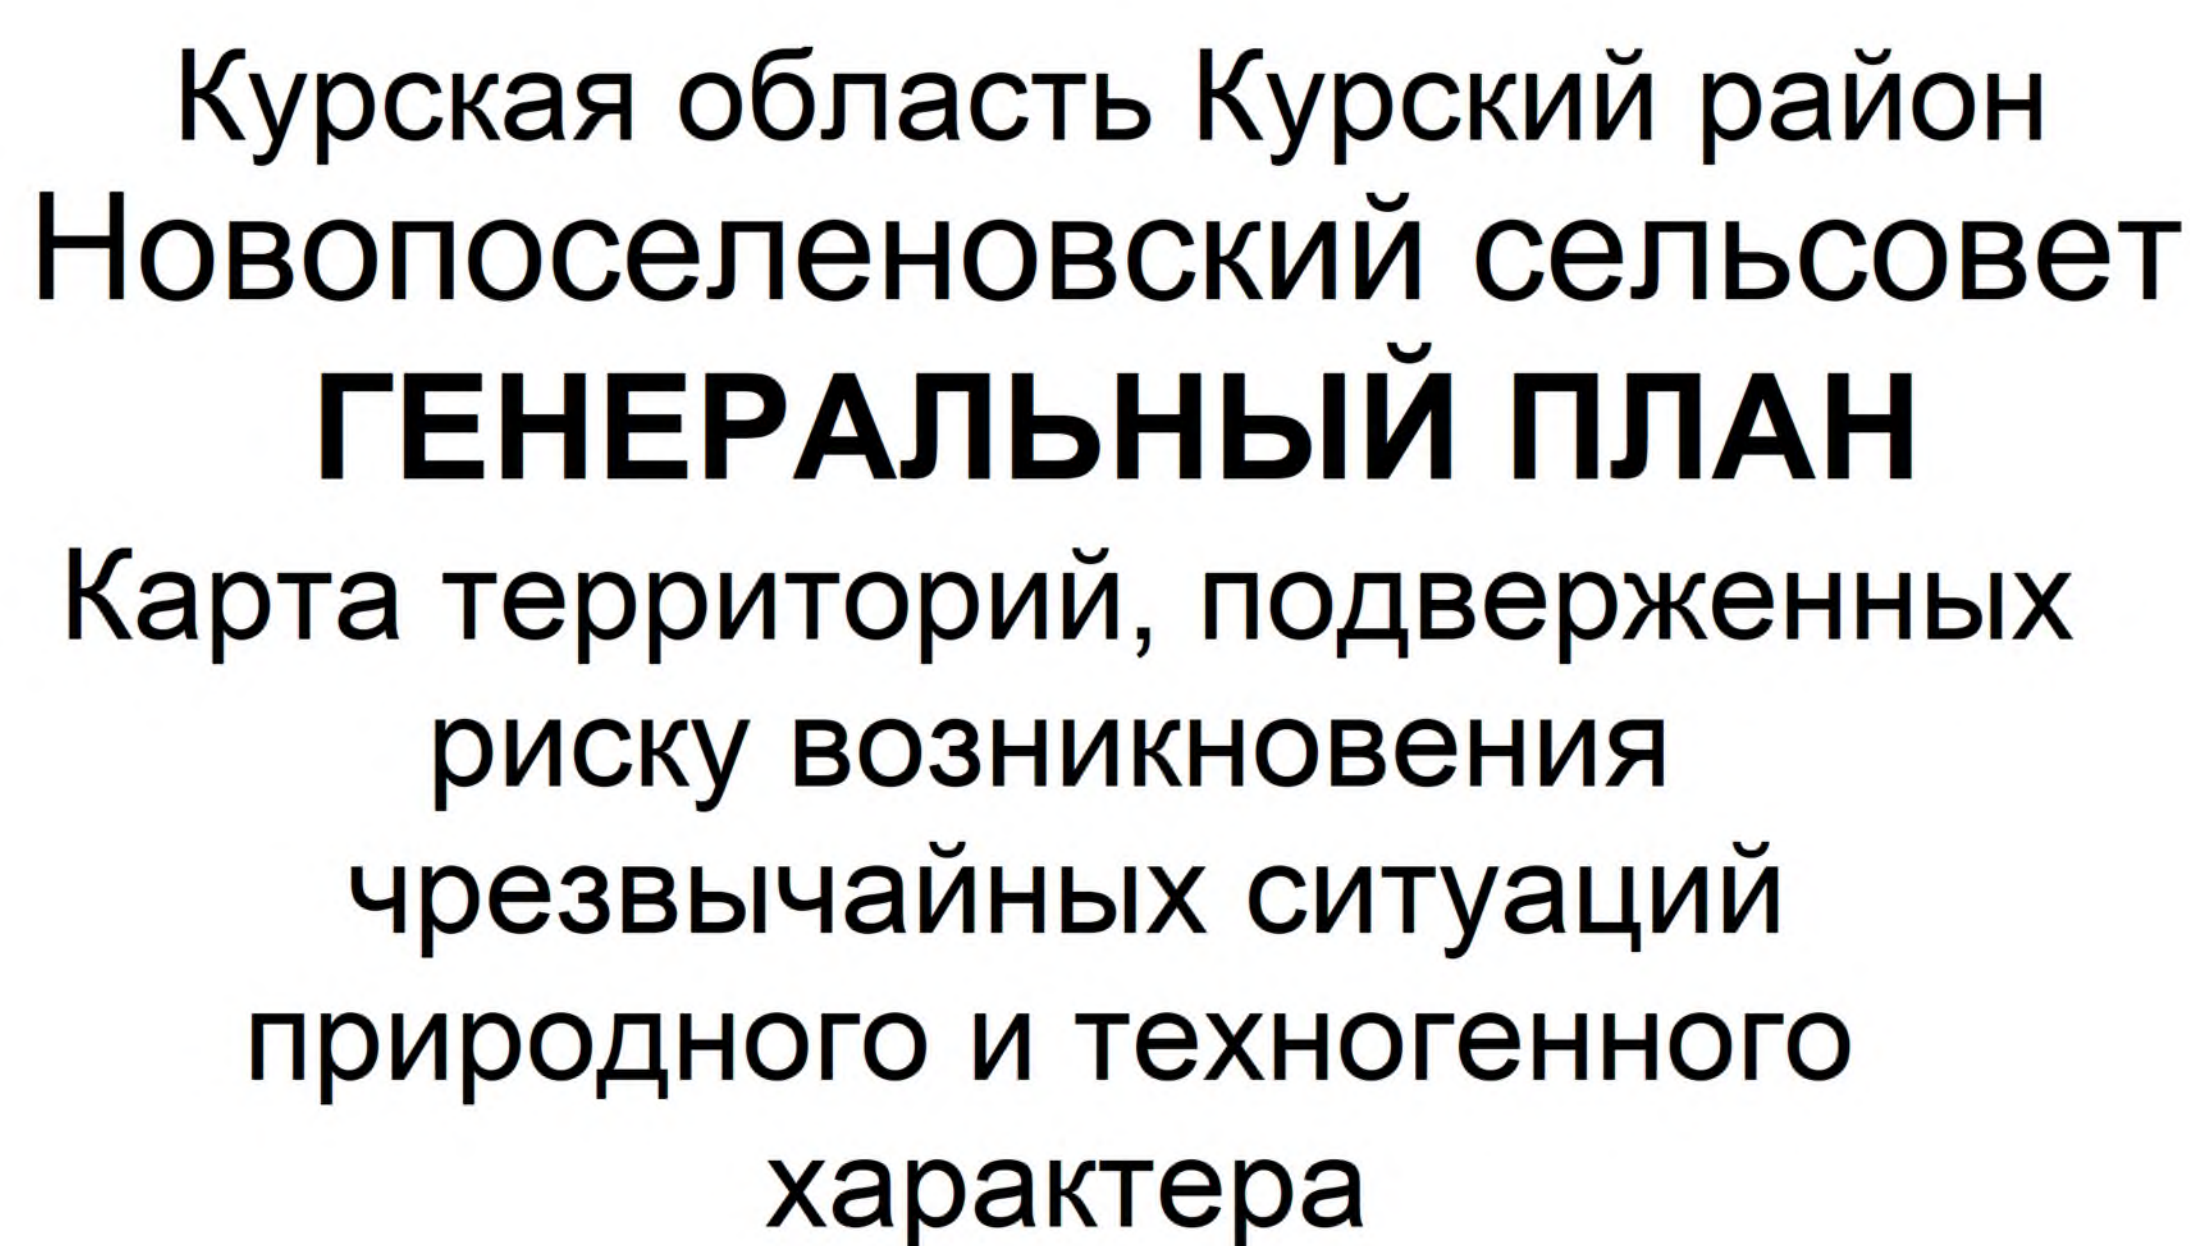 Курская область Курский район
Новопоселеновский сельсовет
ГЕНЕРАЛЬНЫЙ ПЛАН
Карта территорий, подверженных
риску возникновения
чрезвычайных ситуаций
природного и техногенного
характера